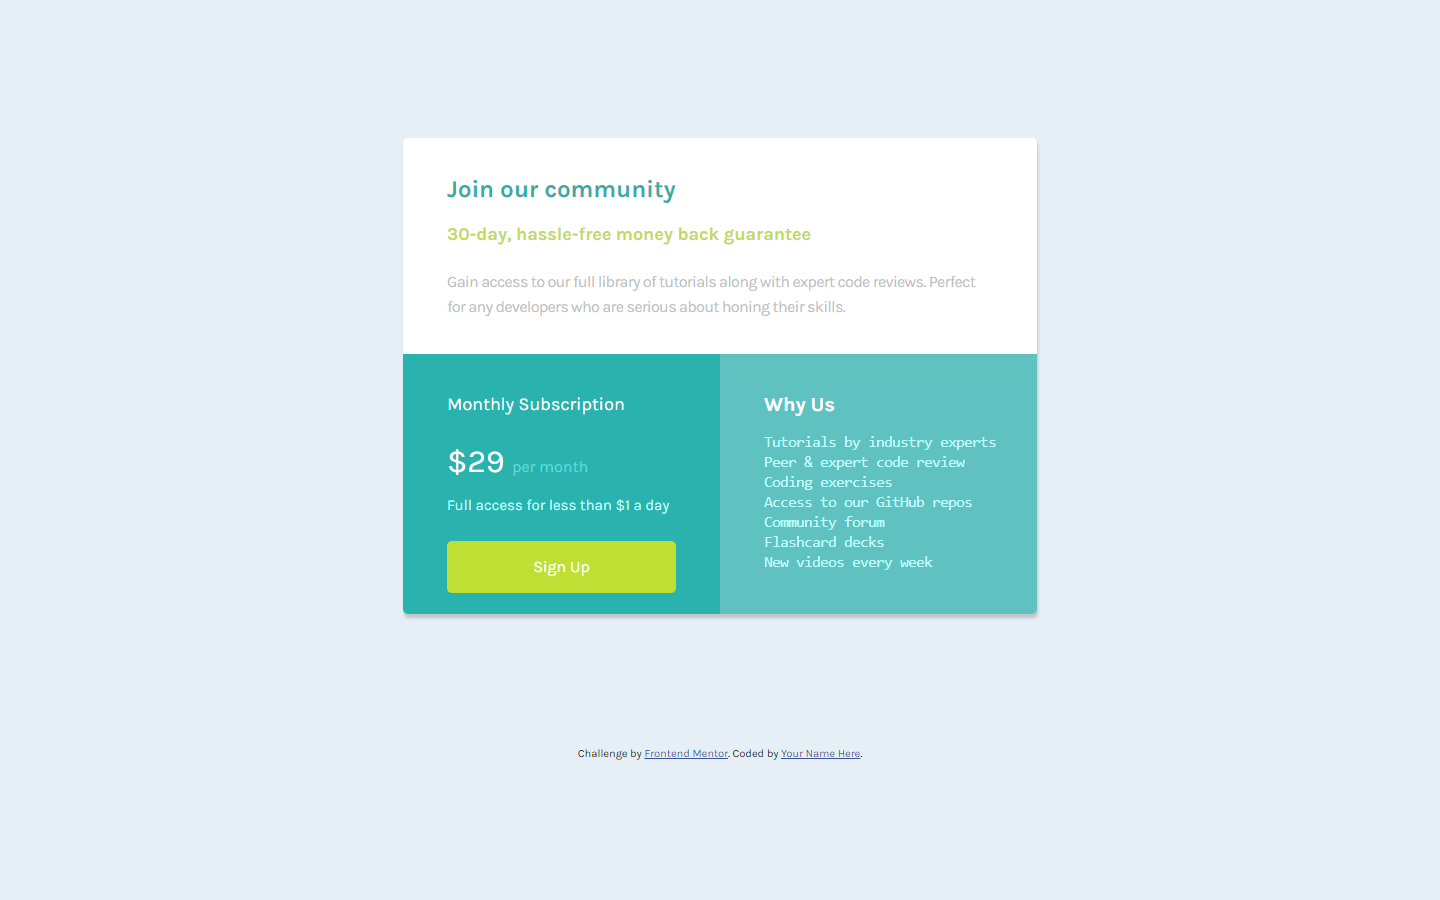 Join our community
30-day, hassle-free money back guarantee
Gain access to our full library of tutorials along with expert code reviews. Perfect
for any developers who are serious about honing their skills.
Monthly Subscription
$29 per month
Full access for less than $1 a day
Sign Up
Why Us
Tutorials by industry experts
Peer & expert code review
Coding exercises
Access to our GitHub repos
Community forum
Flashcard decks
New videos every week
Challenge by Frontend Mentor. Coded by Your Name Here.